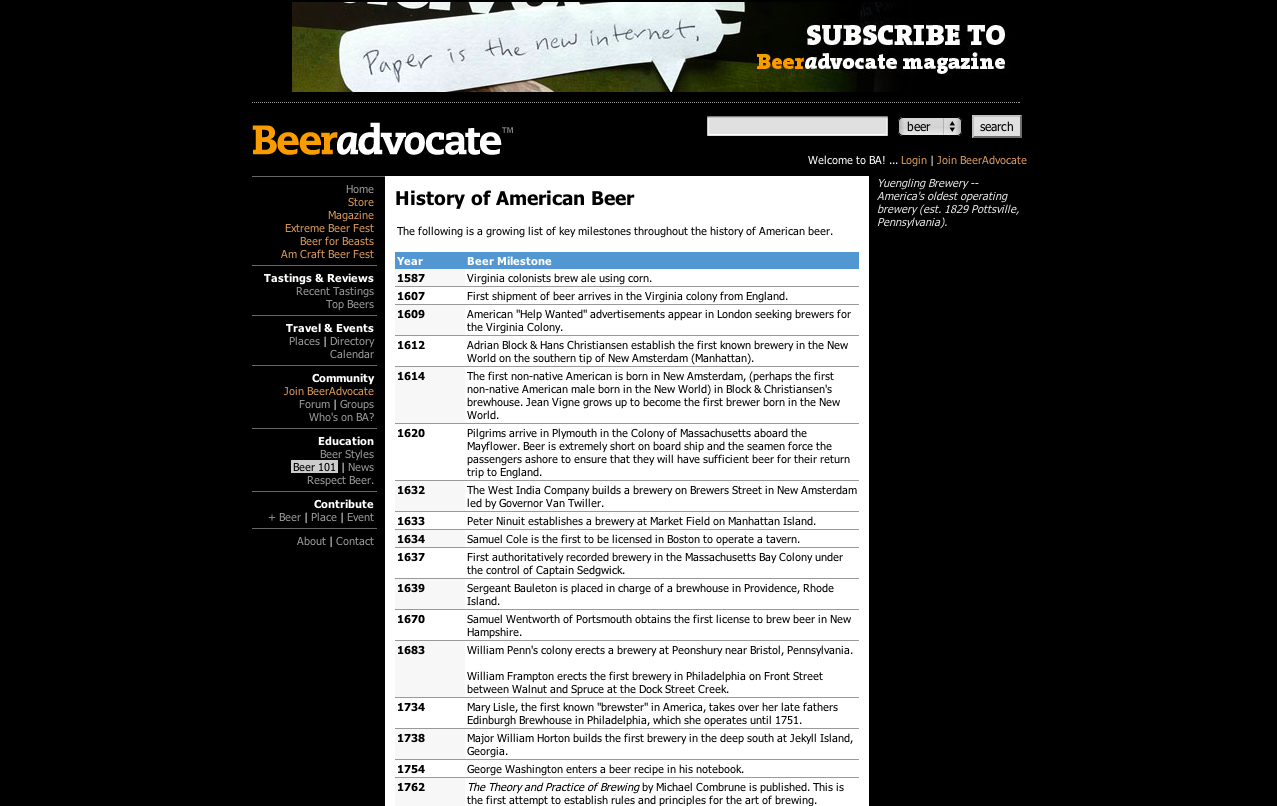 Paper is the new internet.
SUBSCRIBE TO
Beeradvocate magazine
Beeradvocate™
beer
search
Welcome to BA! ... Login | Join BeerAdvocate
Home
Store
Magazine
Extreme Beer Fest
Beer for Beasts
Am Craft Beer Fest
Tastings & Reviews
Recent Tastings
Top Beers
Travel & Events
Places | Directory
Calendar
Community
Join BeerAdvocate
Forum | Groups
Who's on BA?
Education
Beer Styles
Beer 101 | News
Respect Beer.
Contribute
+ Beer | Place | Event
About | Contact
History of American Beer
The following is a growing list of key milestones throughout the history of American beer.
Year Beer Milestone
1587 Virginia colonists brew ale using corn.
1607 First shipment of beer arrives in the Virginia colony from England.
1609 American "Help Wanted" advertisements appear in London seeking brewers for
the Virginia Colony.
1612 Adrian Block & Hans Christiansen establish the first known brewery in the New
World on the southern tip of New Amsterdam (Manhattan).
1614 The first non-native American is born in New Amsterdam, (perhaps the first
non-native American male born in the New World) in Block & Christiansen's
brewhouse. Jean Vigne grows up to become the first brewer born in the New
World.
1620 Pilgrims arrive in Plymouth in the Colony of Massachusetts aboard the
Mayflower. Beer is extremely short on board ship and the seamen force the
passengers ashore to ensure that they will have sufficient beer for their return
trip to England.
1632 The West India Company builds a brewery on Brewers Street in New Amsterdam
led by Governor Van Twiller.
1633 Peter Ninuit establishes a brewery at Market Field on Manhattan Island.
1634 Samuel Cole is the first to be licensed in Boston to operate a tavern.
1637 First authoritatively recorded brewery in the Massachusetts Bay Colony under
the control of Captain Sedgwick.
1639 Sergeant Bauleton is placed in charge of a brewhouse in Providence, Rhode
Island.
1670 Samuel Wentworth of Portsmouth obtains the first license to brew beer in New
Hampshire.
1683 William Penn's colony erects a brewery at Peonshury near Bristol, Pennsylvania.
William Frampton erects the first brewery in Philadelphia on Front Street
between Walnut and Spruce at the Dock Street Creek.
1734 Mary Lisle, the first known "brewster" in America, takes over her late fathers
Edinburgh Brewhouse in Philadelphia, which she operates until 1751.
1738 Major William Horton builds the first brewery in the deep south at Jekyll Island,
Georgia.
1754 George Washington enters a beer recipe in his notebook.
1762 The Theory and Practice of Brewing by Michael Combrune is published. This is
the first attempt to establish rules and principles for the art of brewing.
Yuengling Brewery --
America's oldest operating
brewery (est. 1829 Pottsville,
Pennsylvania).